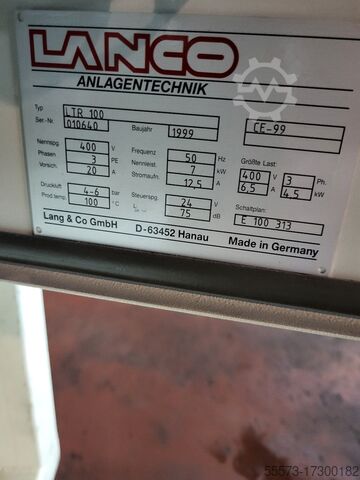 LANCO
ANLAGENTECHNIK
Typ LTR 100
Ser.-Nr. 010640 Baujahr 1999 CE-99
Nennspg. 400 V Frequenz 50 Hz Größte Last:
Phasen 3 PE Nennleist. 7 kW 400 V 3 Ph.
Vorsich. 20 A Stromaufn. 12,5 A 6,5 A 4,5 kW
Druckluft 4-6 bar Steuerspg. 24 V Schaltplan:
Prod temp. 100 °C L 75 dB E 100 313
Lang & Co GmbH D-63452 Hanau Made in Germany
55573-17300182